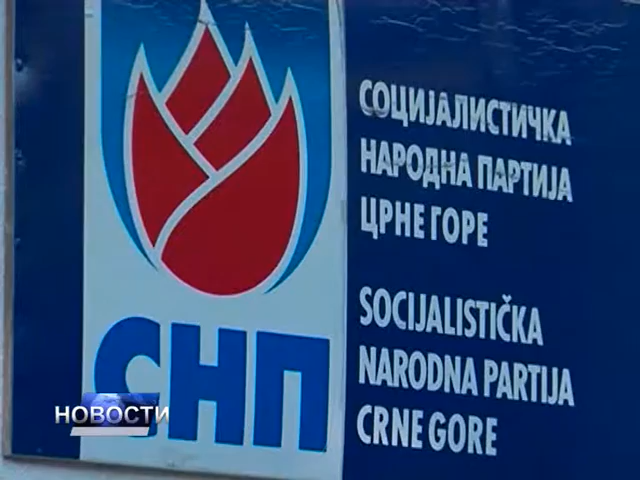 СОЦИЈАЛИСТИЧКА
НАРОДНА ПАРТИЈА
ЦРНЕ ГОРЕ
SOCIJALISTIČKA
NARODNA PARTIJA
CRNE GORE
СНП
НОВОСТИ